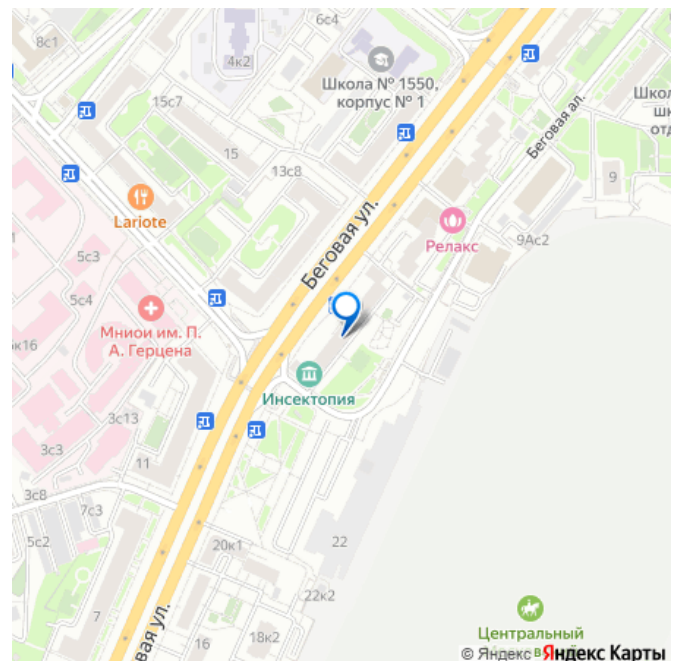 6с4
8с1
4к2
Школа № 1550,
корпус № 1
15с7
Беговая ал.
15
13с8
9
Lariote
Беговая ул.
Релакс
9Ас2
5с3
5с4
к16
Мниои им. П.
А. Герцена
Инсектопия
3с13
3с3
11
3с8
7с3
5с2
20к1
22
22к2
7
16
18к2
Центральный
© Яндекс Яндекс Карты